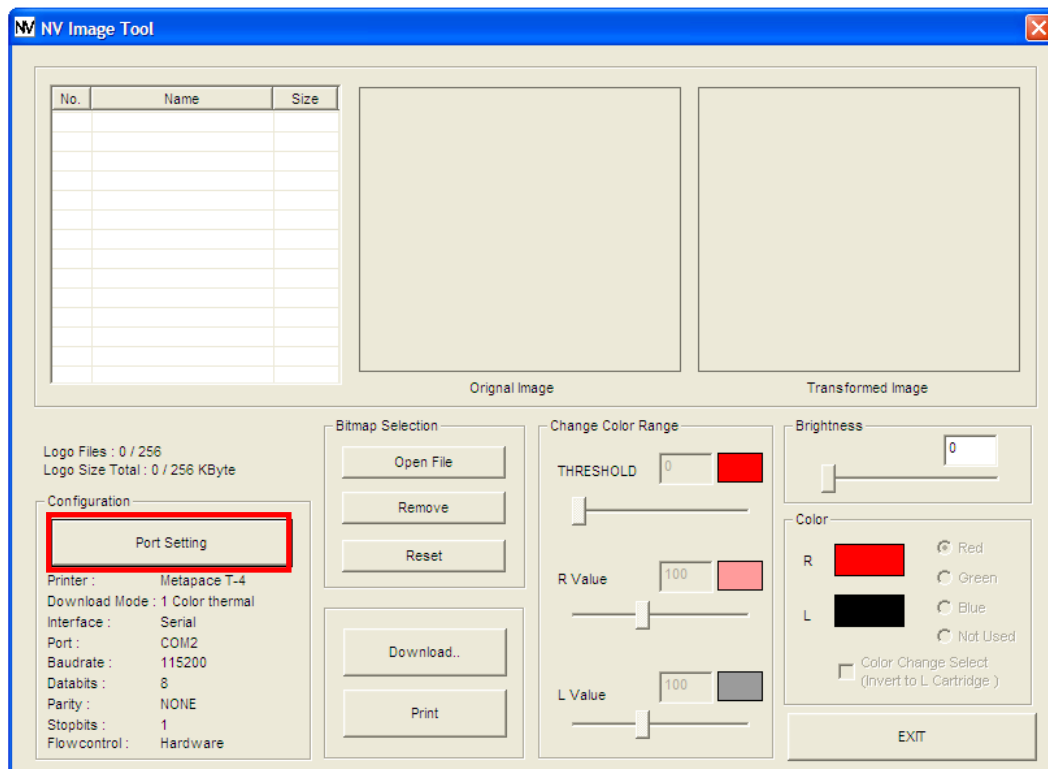 NV NV Image Tool
No. Name Size
Orignal Image
Transformed Image
Logo Files : 0 / 256
Logo Size Total : 0 / 256 KByte
Configuration
Port Setting
Printer : Metapace T-4
Download Mode : 1 Color thermal
Interface : Serial
Port : COM2
Baudrate : 115200
Databits : 8
Parity : NONE
Stopbits : 1
Flowcontrol : Hardware
Bitmap Selection
Open File
Remove
Reset
Download..
Print
Change Color Range
THRESHOLD 0
R Value 100
L Value 100
Brightness
0
Color
R
L
Red
Green
Blue
Not Used
Color Change Select
(Invert to L Cartridge )
EXIT